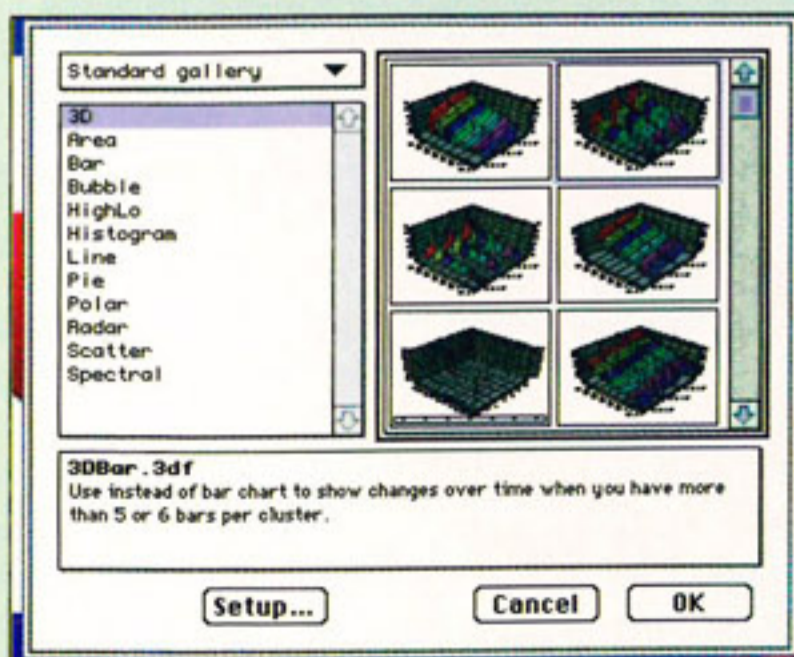 Standard gallery
3D
Area
Bar
Bubble
HighLo
Histogram
Line
Pie
Polar
Radar
Scatter
Spectral
3DBar.3df
Use instead of bar chart to show changes over time when you have more
than 5 or 6 bars per cluster.
Setup...
Cancel
OK